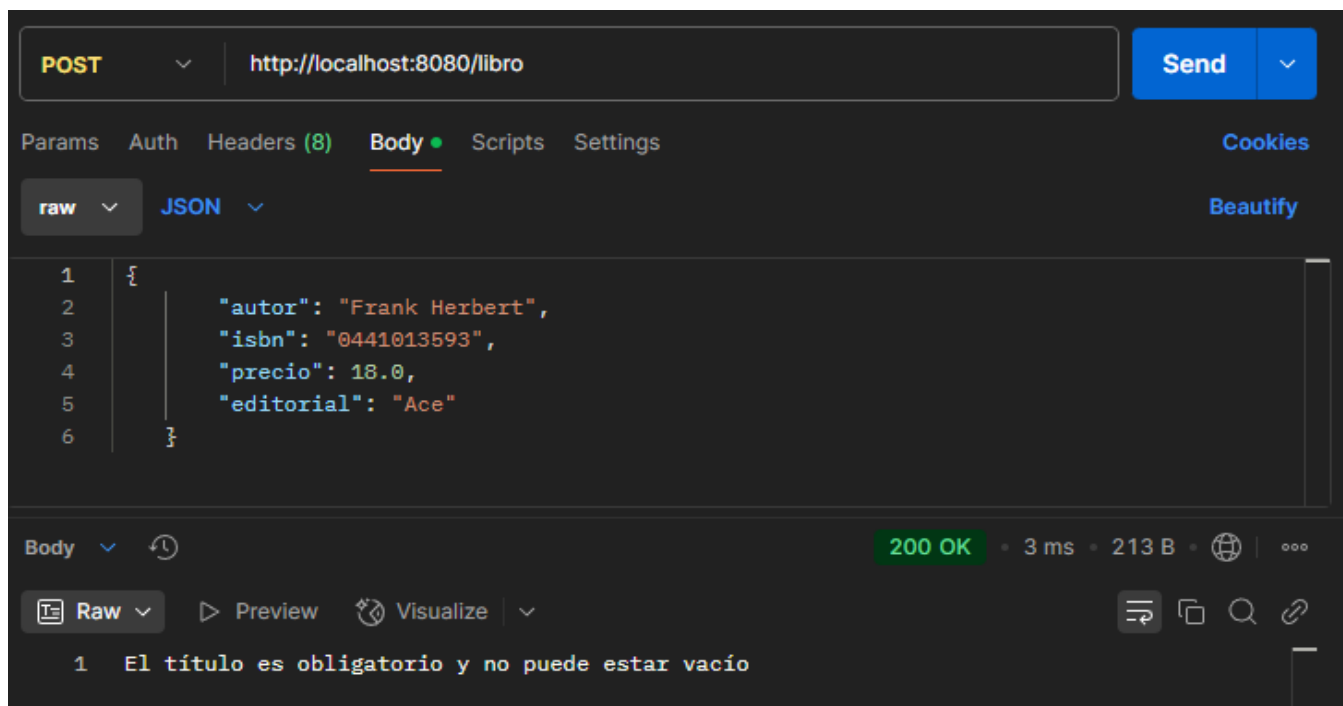 POST http://localhost:8080/libro Send
Params Auth Headers (8) Body Scripts Settings Cookies
raw JSON Beautify
1 {
2 "autor": "Frank Herbert",
3 "isbn": "0441013593",
4 "precio": 18.0,
5 "editorial": "Ace"
6 }
Body 200 OK • 3 ms • 213 B
Raw Preview Visualize
1 El título es obligatorio y no puede estar vacío